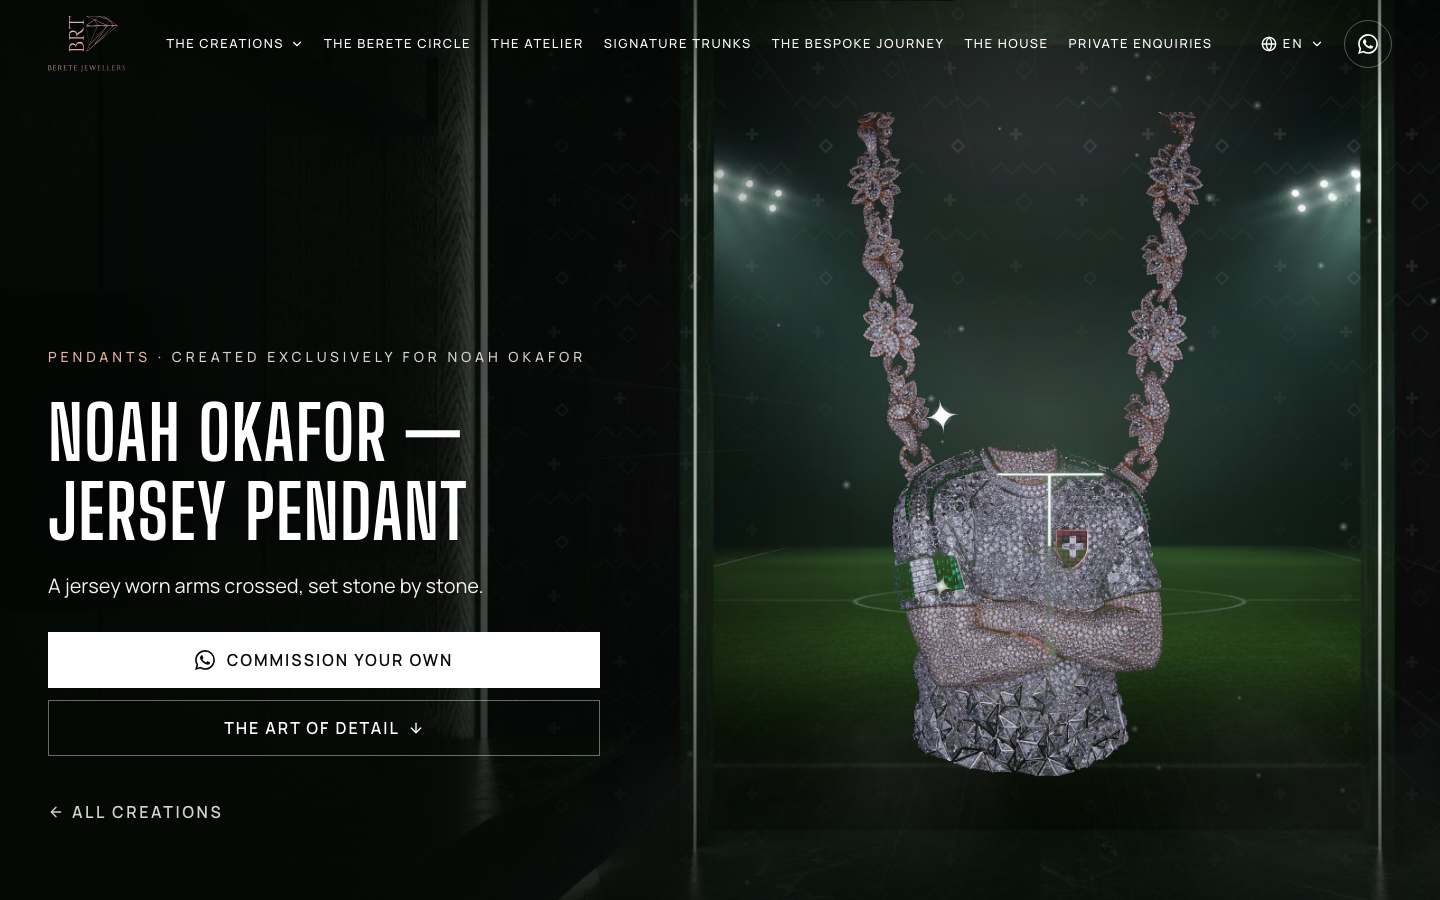 BRT
BERETE JEWELLERS
THE CREATIONS
THE BERETE CIRCLE
THE ATELIER
SIGNATURE TRUNKS
THE BESPOKE JOURNEY
THE HOUSE
PRIVATE ENQUIRIES
EN
PENDANTS · CREATED EXCLUSIVELY FOR NOAH OKAFOR
NOAH OKAFOR —
JERSEY PENDANT
A jersey worn arms crossed, set stone by stone.
COMMISSION YOUR OWN
THE ART OF DETAIL ↓
← ALL CREATIONS